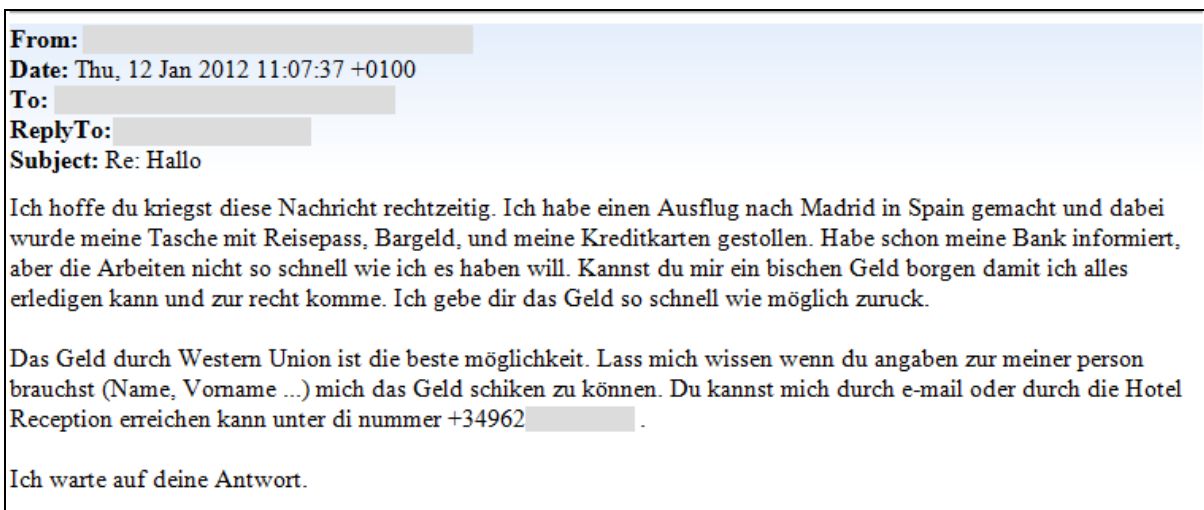 From:
Date: Thu, 12 Jan 2012 11:07:37 +0100
To:
ReplyTo:
Subject: Re: Hallo
Ich hoffe du kriegst diese Nachricht rechtzeitig. Ich habe einen Ausflug nach Madrid in Spain gemacht und dabei
wurde meine Tasche mit Reisepass, Bargeld, und meine Kreditkarten gestollen. Habe schon meine Bank informiert,
aber die Arbeiten nicht so schnell wie ich es haben will. Kannst du mir ein bischen Geld borgen damit ich alles
erledigen kann und zur recht komme. Ich gebe dir das Geld so schnell wie möglich zuruck.
Das Geld durch Western Union ist die beste möglichkeit. Lass mich wissen wenn du angaben zur meiner person
brauchst (Name, Vorname ...) mich das Geld schiken zu können. Du kannst mich durch e-mail oder durch die Hotel
Reception erreichen kann unter di nummer +34962 .
Ich warte auf deine Antwort.